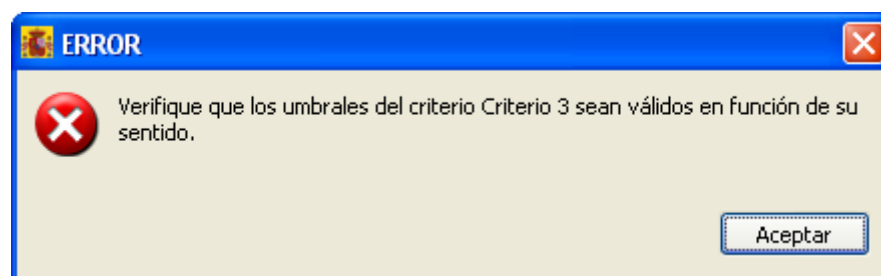 ERROR
Verifique que los umbrales del criterio Criterio 3 sean válidos en función de su
sentido.
Aceptar